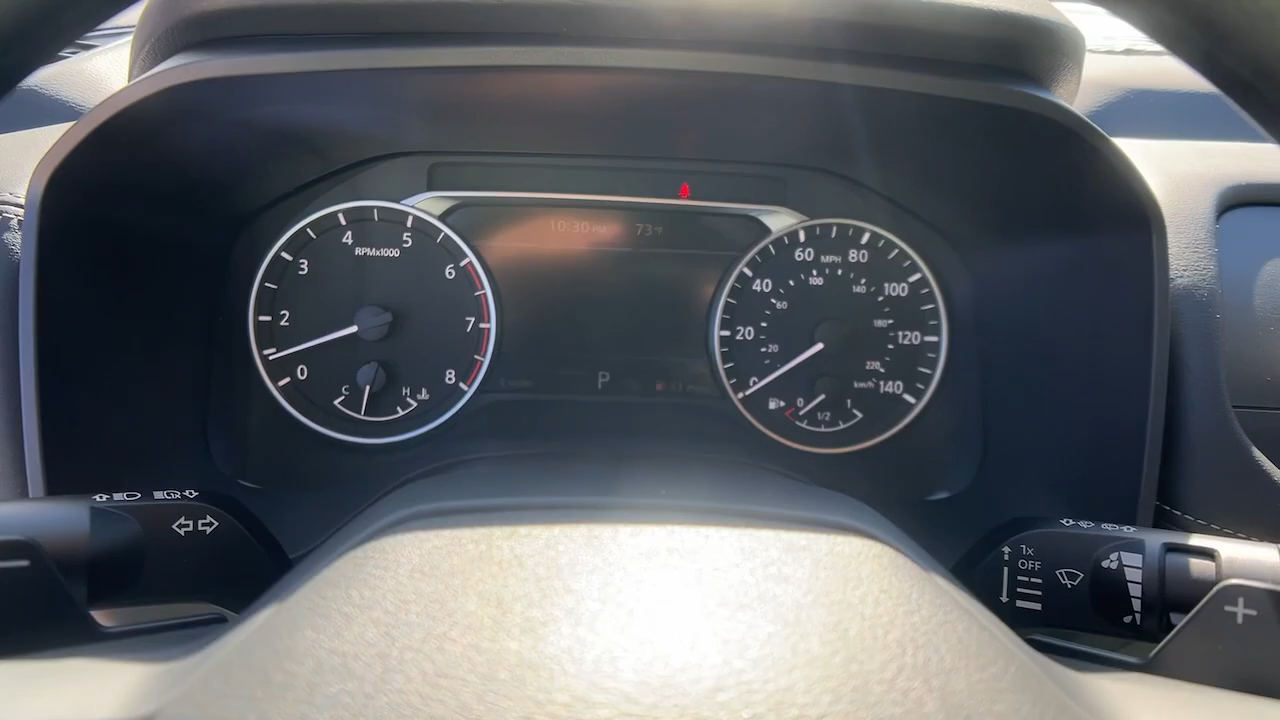 10:30 PM 73°F
4 5
RPMx1000
3 6
2 7
0 8
C H
P
60 MPH 80
40 100
20 120
0 140
100
60 140
180
20 220
km/h
0 1
1/2
1x
OFF